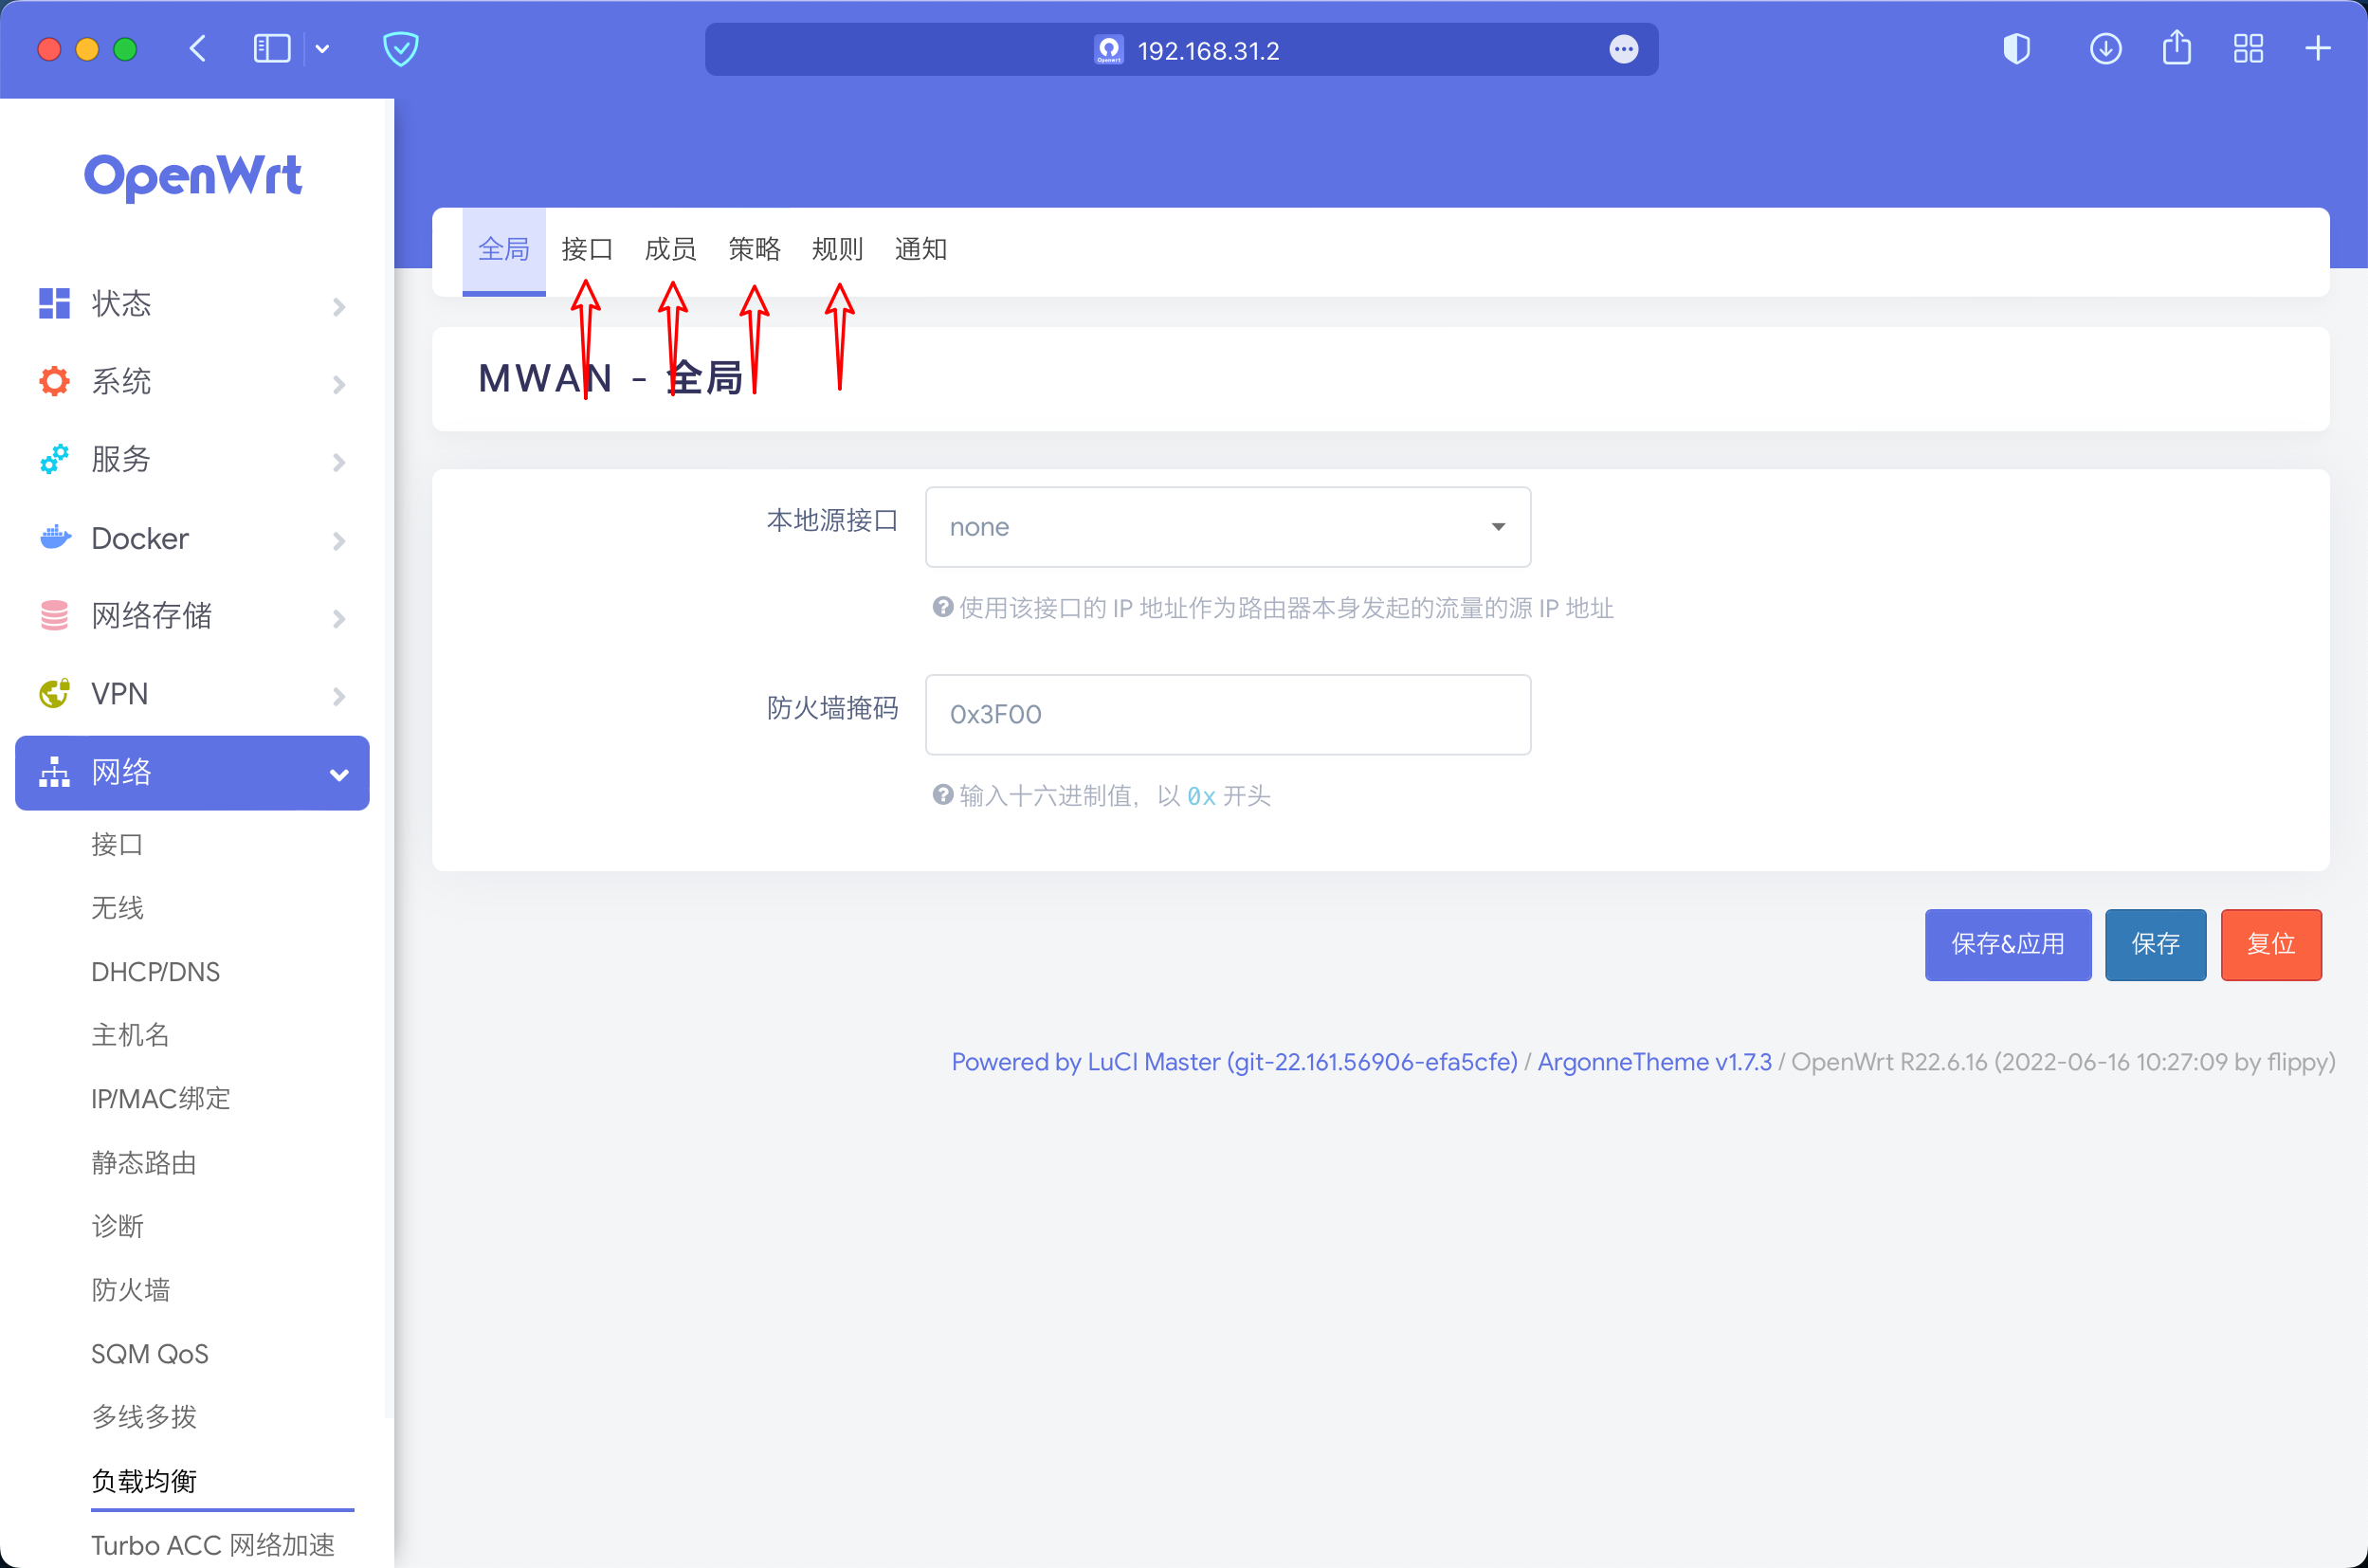 192.168.31.2
OpenWrt
状态
系统
服务
Docker
网络存储
VPN
网络
接口
无线
DHCP/DNS
主机名
IP/MAC绑定
静态路由
诊断
防火墙
SQM QoS
多线多拨
负载均衡
Turbo ACC 网络加速
全局 接口 成员 策略 规则 通知
MWAN - 全局
本地源接口 none
使用该接口的 IP 地址作为路由器本身发起的流量的源 IP 地址
防火墙掩码 0x3F00
输入十六进制值，以 0x 开头
保存&应用 保存 复位
Powered by LuCI Master (git-22.161.56906-efa5cfe) / ArgonneTheme v1.7.3 / OpenWrt R22.6.16 (2022-06-16 10:27:09 by flippy)